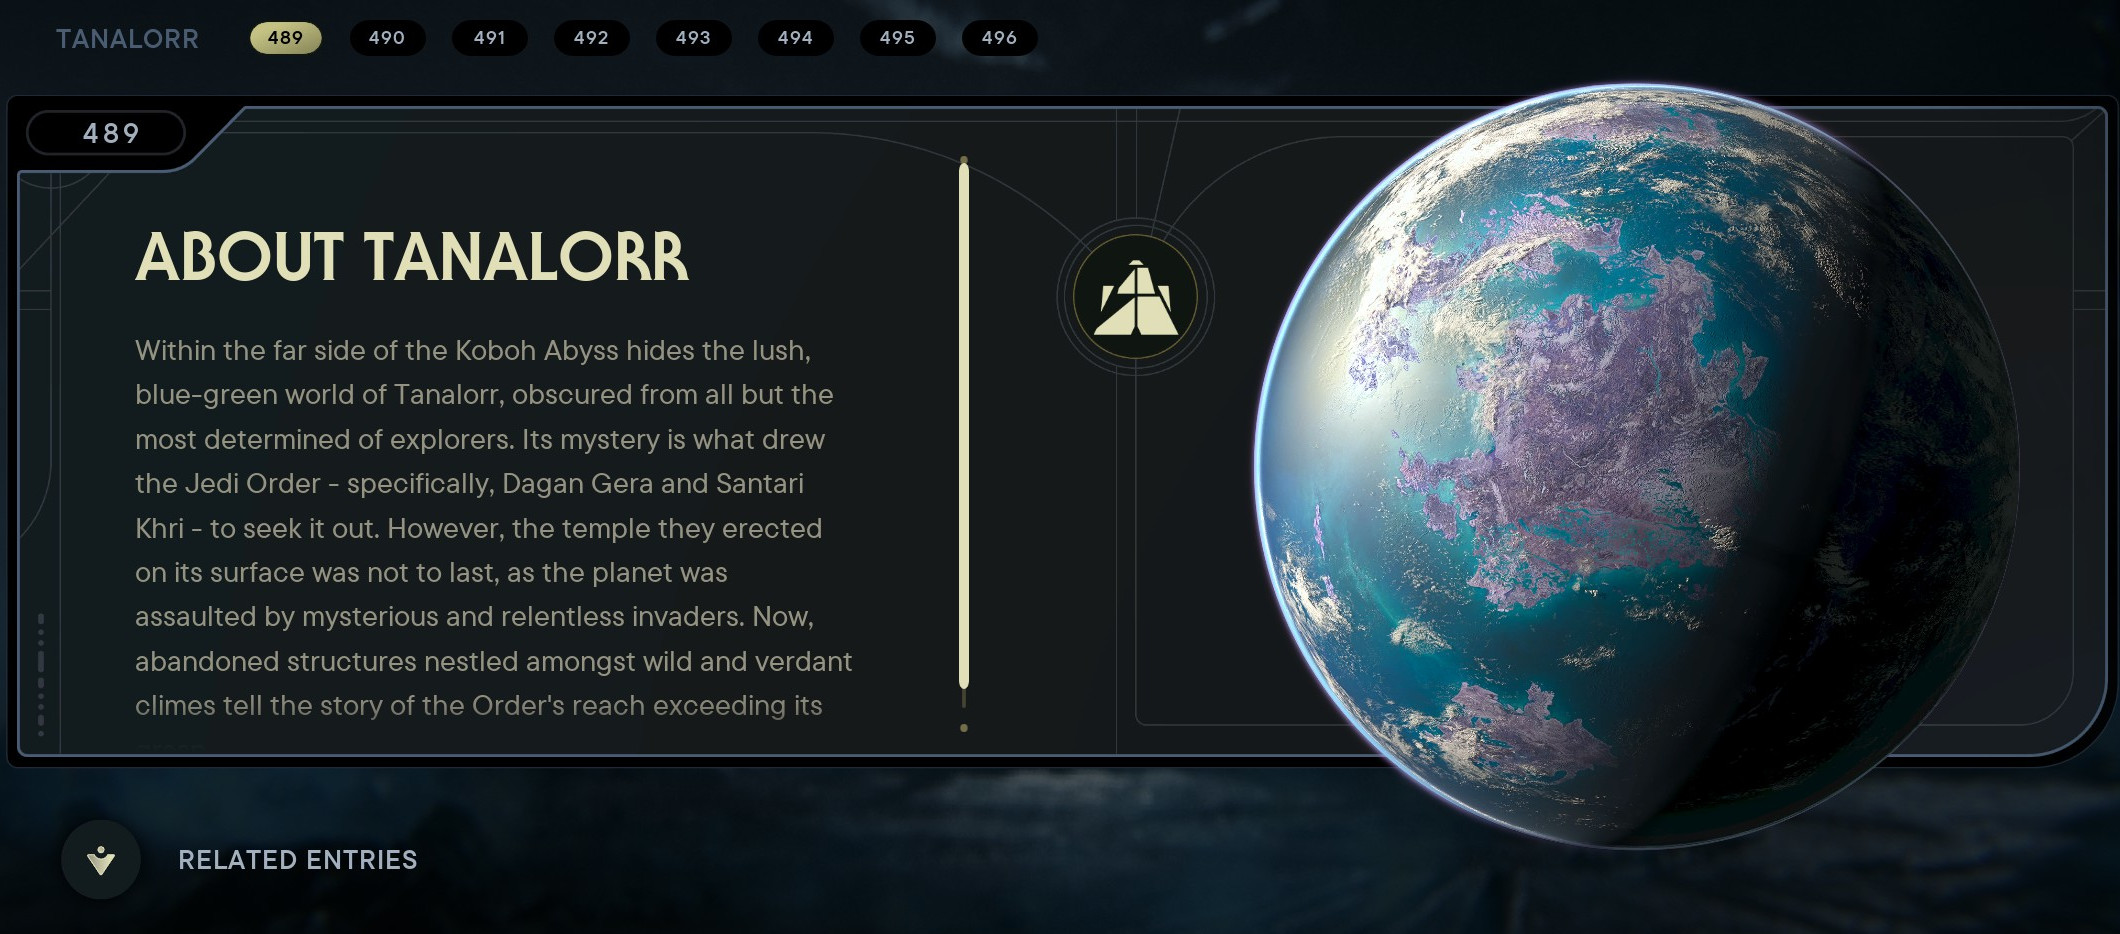 TANALORR 489 490 491 492 493 494 495 496
489
ABOUT TANALORR
Within the far side of the Koboh Abyss hides the lush,
blue-green world of Tanalorr, obscured from all but the
most determined of explorers. Its mystery is what drew
the Jedi Order - specifically, Dagan Gera and Santari
Khri - to seek it out. However, the temple they erected
on its surface was not to last, as the planet was
assaulted by mysterious and relentless invaders. Now,
abandoned structures nestled amongst wild and verdant
climes tell the story of the Order's reach exceeding its
RELATED ENTRIES